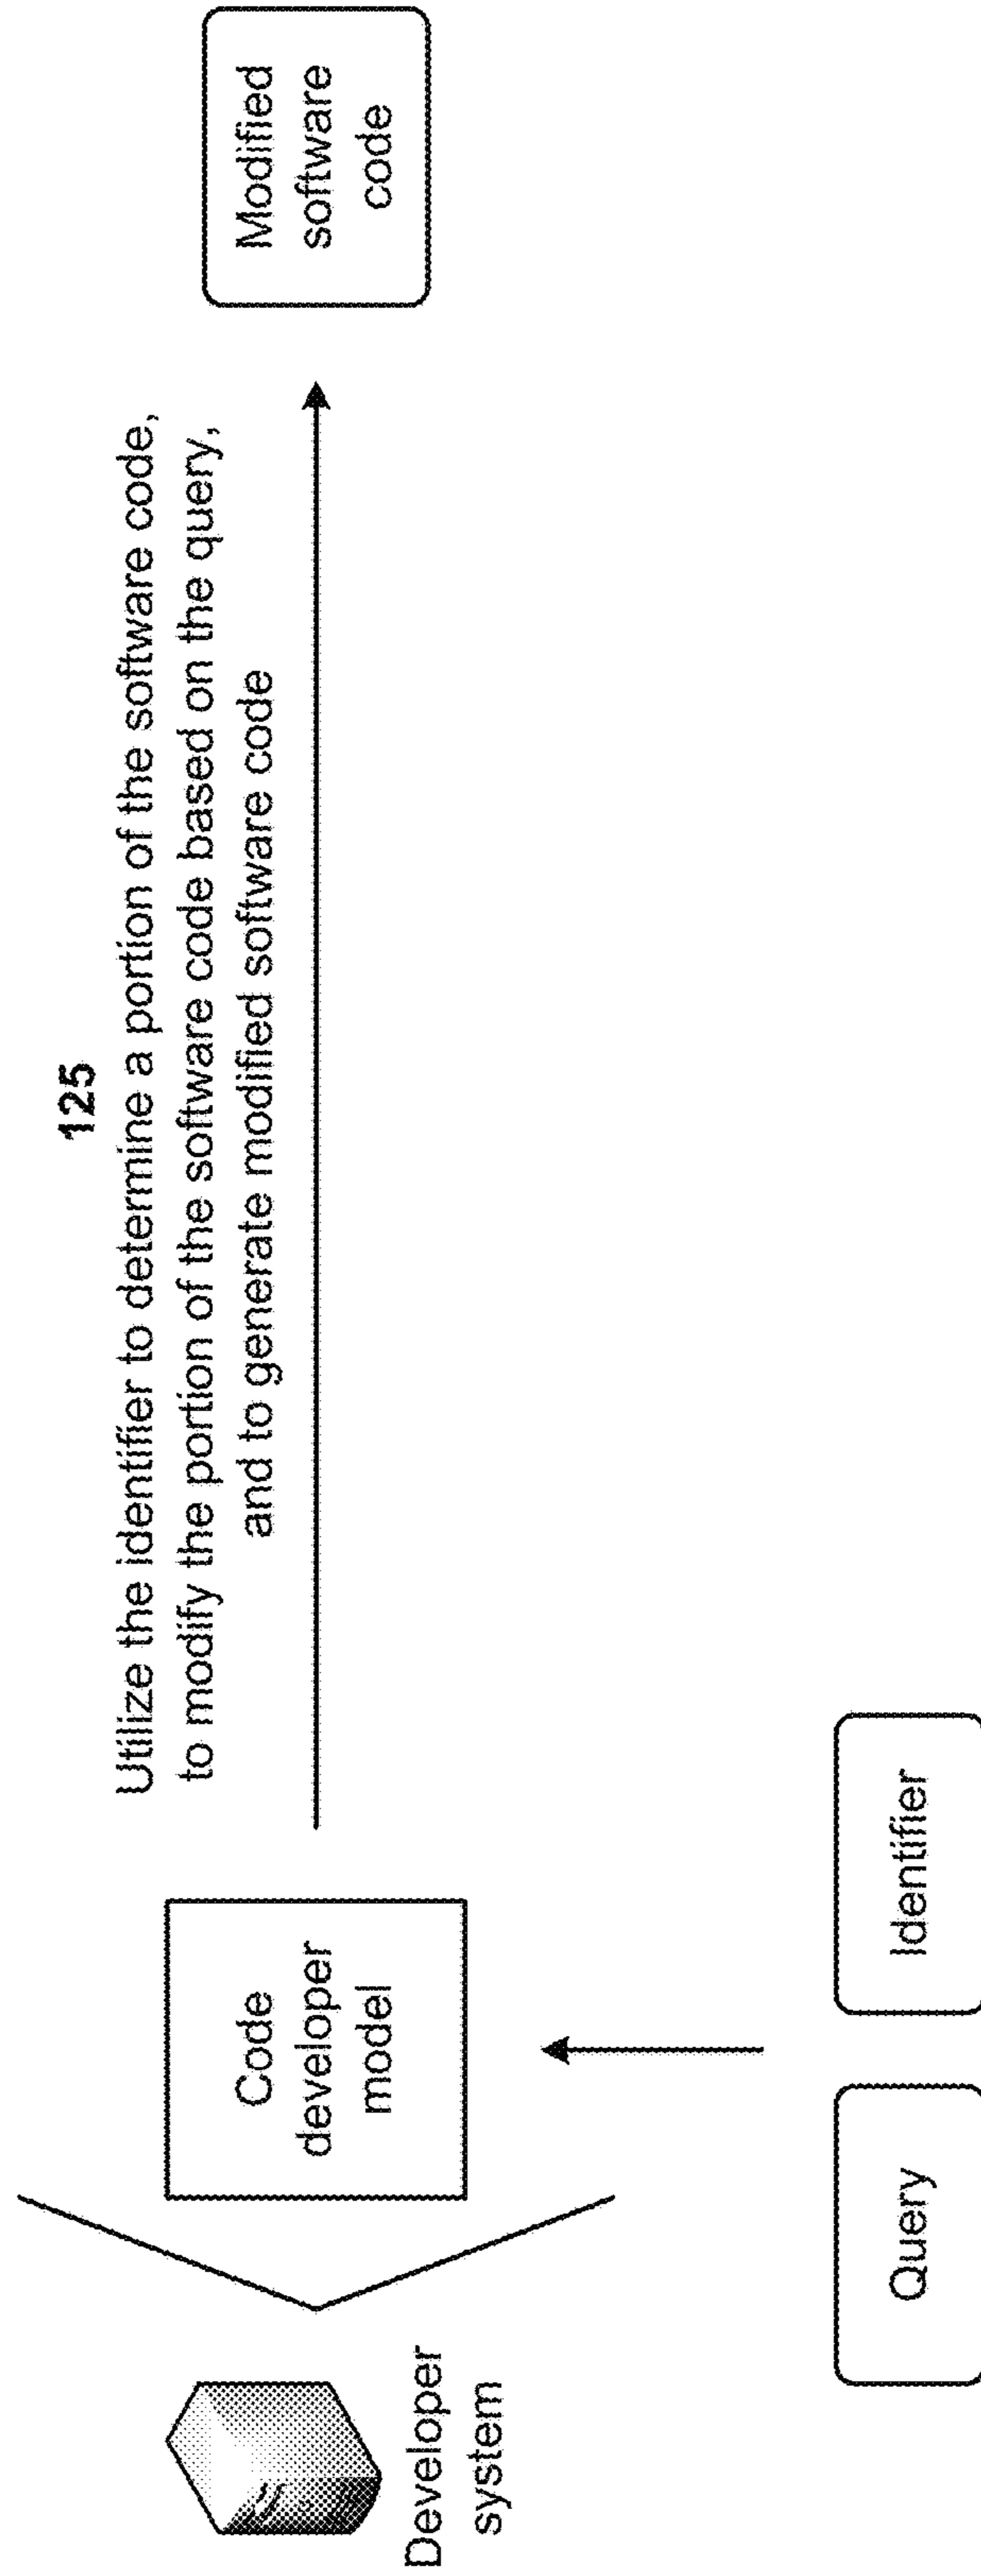 125
Utilize the identifier to determine a portion of the software code,
to modify the portion of the software code based on the query,
and to generate modified software code
Developer
system
Code
developer
model
Modified
software
code
Query
Identifier